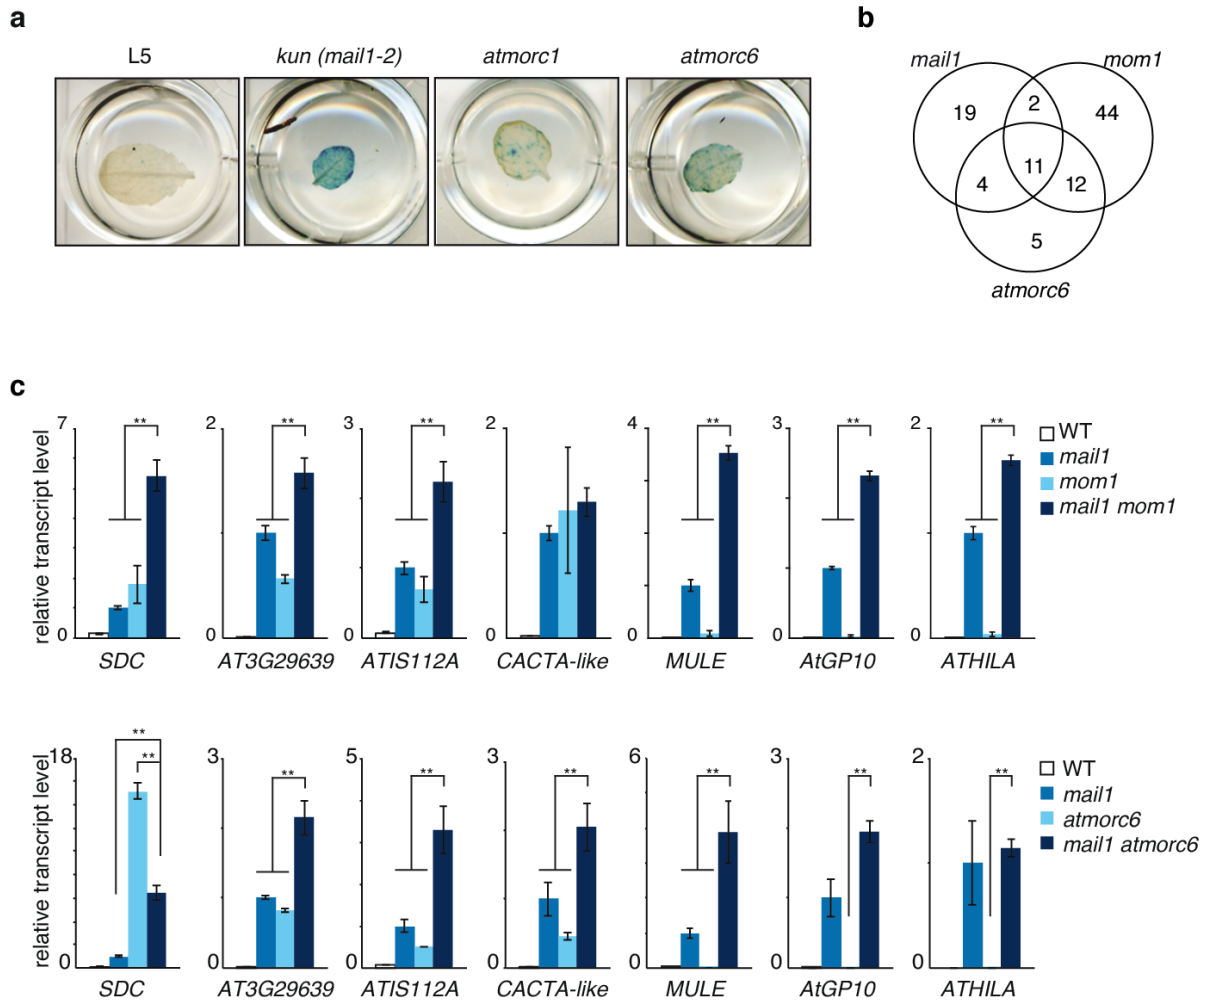 a
L5 kun (mail1-2) atmorc1 atmorc6
b
mail1 mom1
19 2 44
11
4 12
5
atmorc6
c
relative transcript level
7 ** 0 SDC
2 ** 0 AT3G29639
3 ** 0 ATIS112A
2 0 CACTA-like
4 ** 0 MULE
3 ** 0 AtGP10
2 ** 0 ATHILA
WT
mail1
mom1
mail1 mom1
relative transcript level
18 ** ** 0 SDC
3 ** 0 AT3G29639
5 ** 0 ATIS112A
3 ** 0 CACTA-like
6 ** 0 MULE
3 ** 0 AtGP10
2 ** 0 ATHILA
WT
mail1
atmorc6
mail1 atmorc6